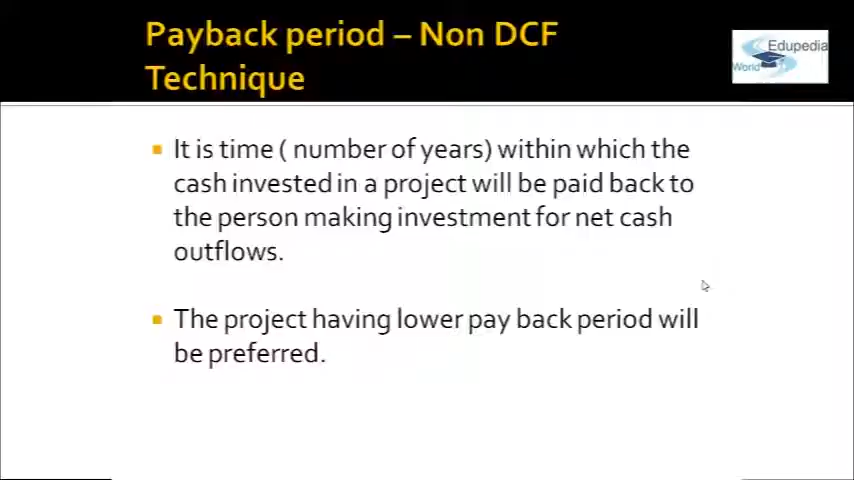 Payback period – Non DCF
Technique
Edupedia
World
It is time ( number of years) within which the
cash invested in a project will be paid back to
the person making investment for net cash
outflows.
The project having lower pay back period will
be preferred.